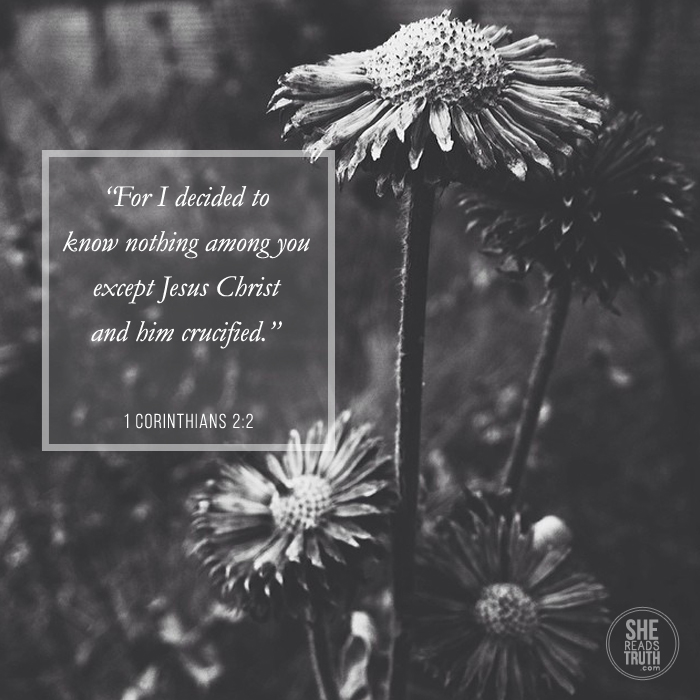 “For I decided to
know nothing among you
except Jesus Christ
and him crucified.”
1 CORINTHIANS 2:2
SHE
READS
TRUTH
.com